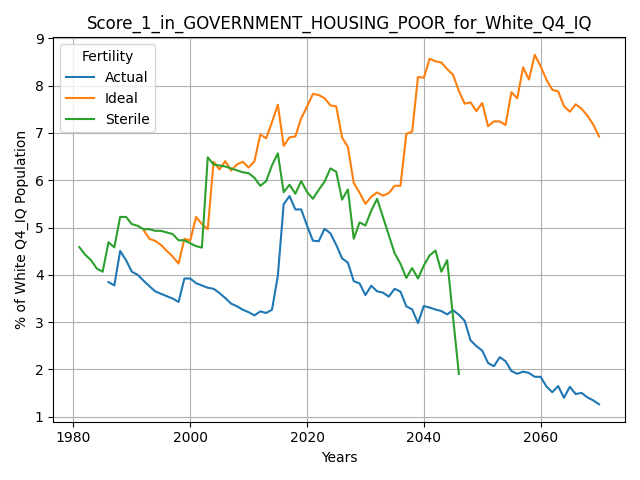 Score_1_in_GOVERNMENT_HOUSING_POOR_for_White_Q4_IQ
Fertility
Actual
Ideal
Sterile
% of White Q4_IQ Population
9
8
7
6
5
4
3
2
1
1980
2000
2020
2040
2060
Years